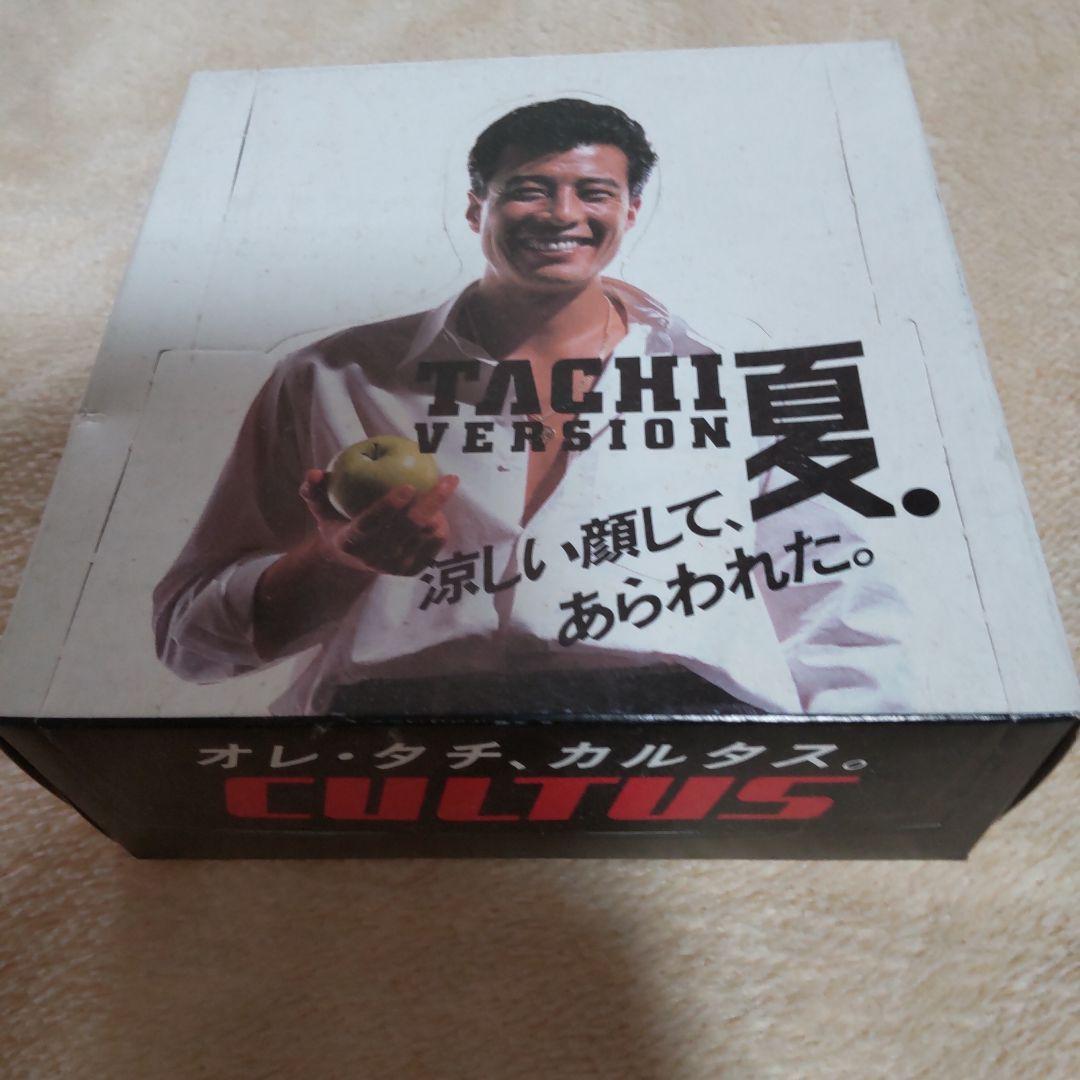 TACHI
VERSION
夏.
涼しい顔して、
あらわれた。
オレ・タチ、カルタス。
CULTUS